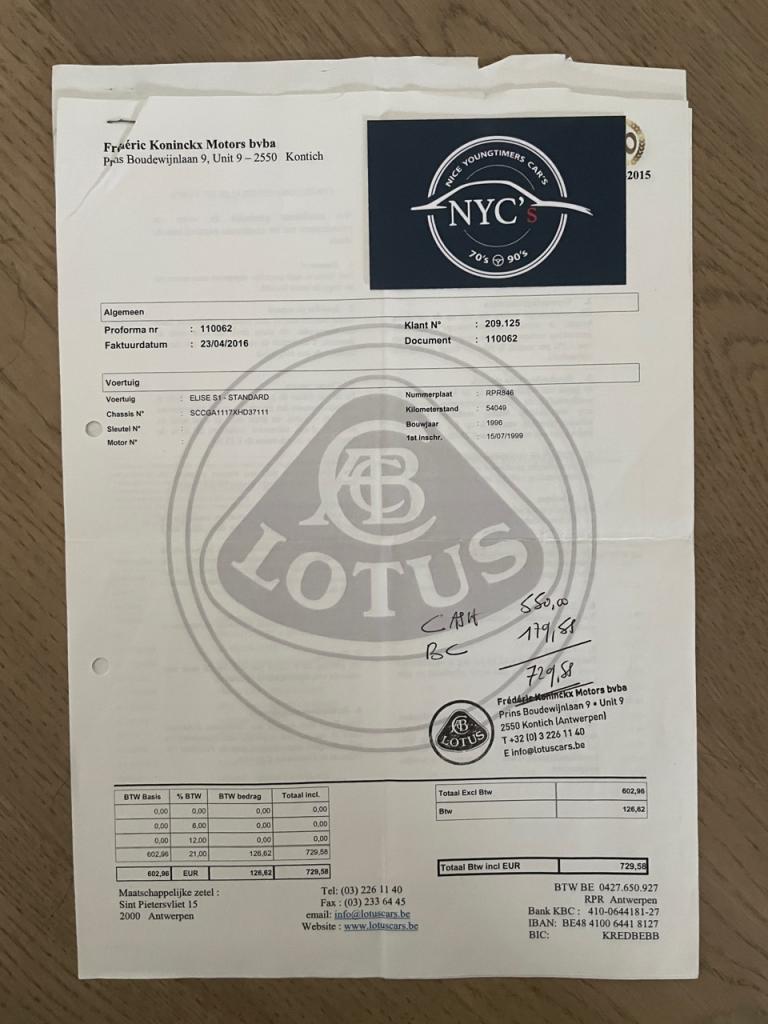 Frédéric Koninckx Motors bvba
Prins Boudewijnlaan 9, Unit 9 – 2550 Kontich
NICE YOUNGTIMERS CAR'S
NYC's
70's 90's
2015
Algemeen
Proforma nr : 110062 Klant N° : 209.125
Faktuurdatum : 23/04/2016 Document : 110062
Voertuig
Voertuig : ELISE S1 - STANDARD Nummerplaat : RPR846
Chassis N° : SCCGA1117XHD37111 Kilometerstand : 54049
Sleutel N° : Bouwjaar : 1996
Motor N° : 1st inschr. : 15/07/1999
ACBC
LOTUS
CASH 550,00
BC 179,58
729,58
Frédéric Koninckx Motors bvba
Prins Boudewijnlaan 9 • Unit 9
2550 Kontich (Antwerpen)
T +32 (0) 3 226 11 40
E info@lotuscars.be
LOTUS
BTW Basis % BTW BTW bedrag Totaal incl.
0,00 0,00 0,00 0,00
0,00 6,00 0,00 0,00
0,00 12,00 0,00 0,00
602,96 21,00 126,62 729,58
602,96 EUR 126,62 729,58
Totaal Excl Btw 602,96
Btw 126,62
Totaal Btw incl EUR 729,58
Maatschappelijke zetel :
Sint Pietersvliet 15
2000 Antwerpen
Tel: (03) 226 11 40
Fax : (03) 233 64 45
email: info@lotuscars.be
Website : www.lotuscars.be
BTW BE 0427.650.927
RPR Antwerpen
Bank KBC : 410-0644181-27
IBAN: BE48 4100 6441 8127
BIC: KREDBEBB